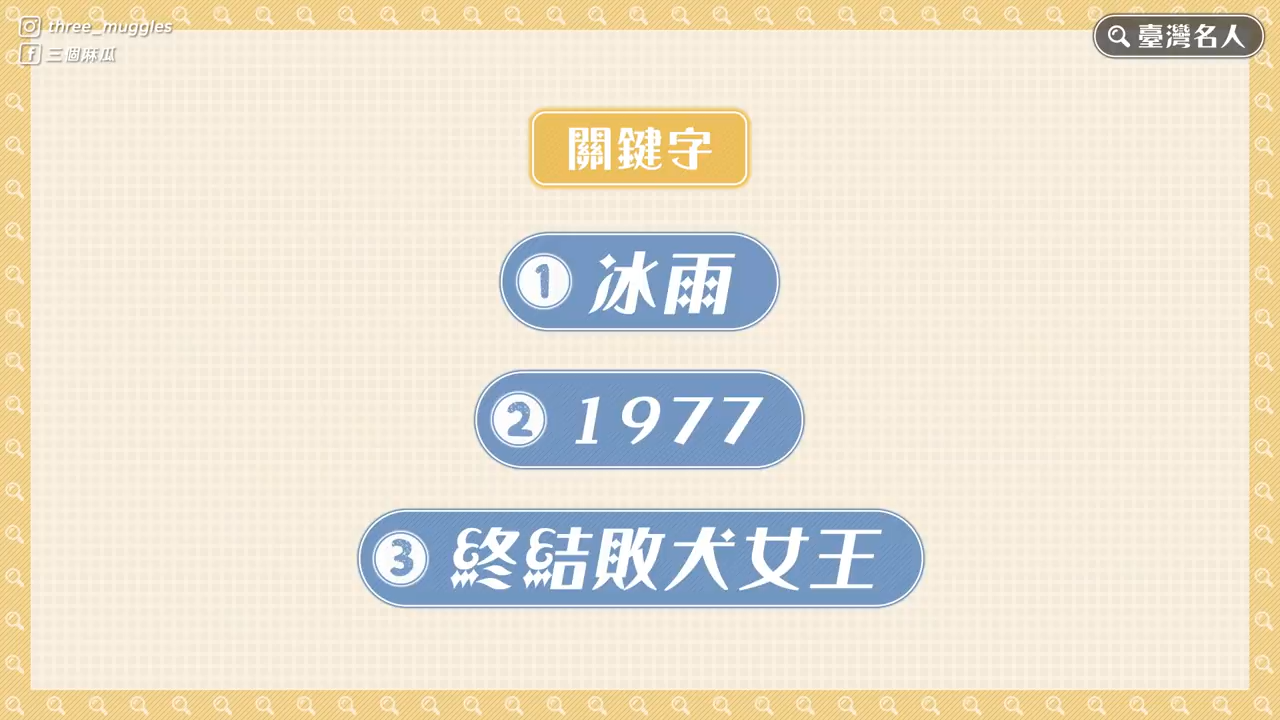 three_muggles
三個麻瓜
臺灣名人
關鍵字
1 冰雨
2 1977
3 終結敗犬女王